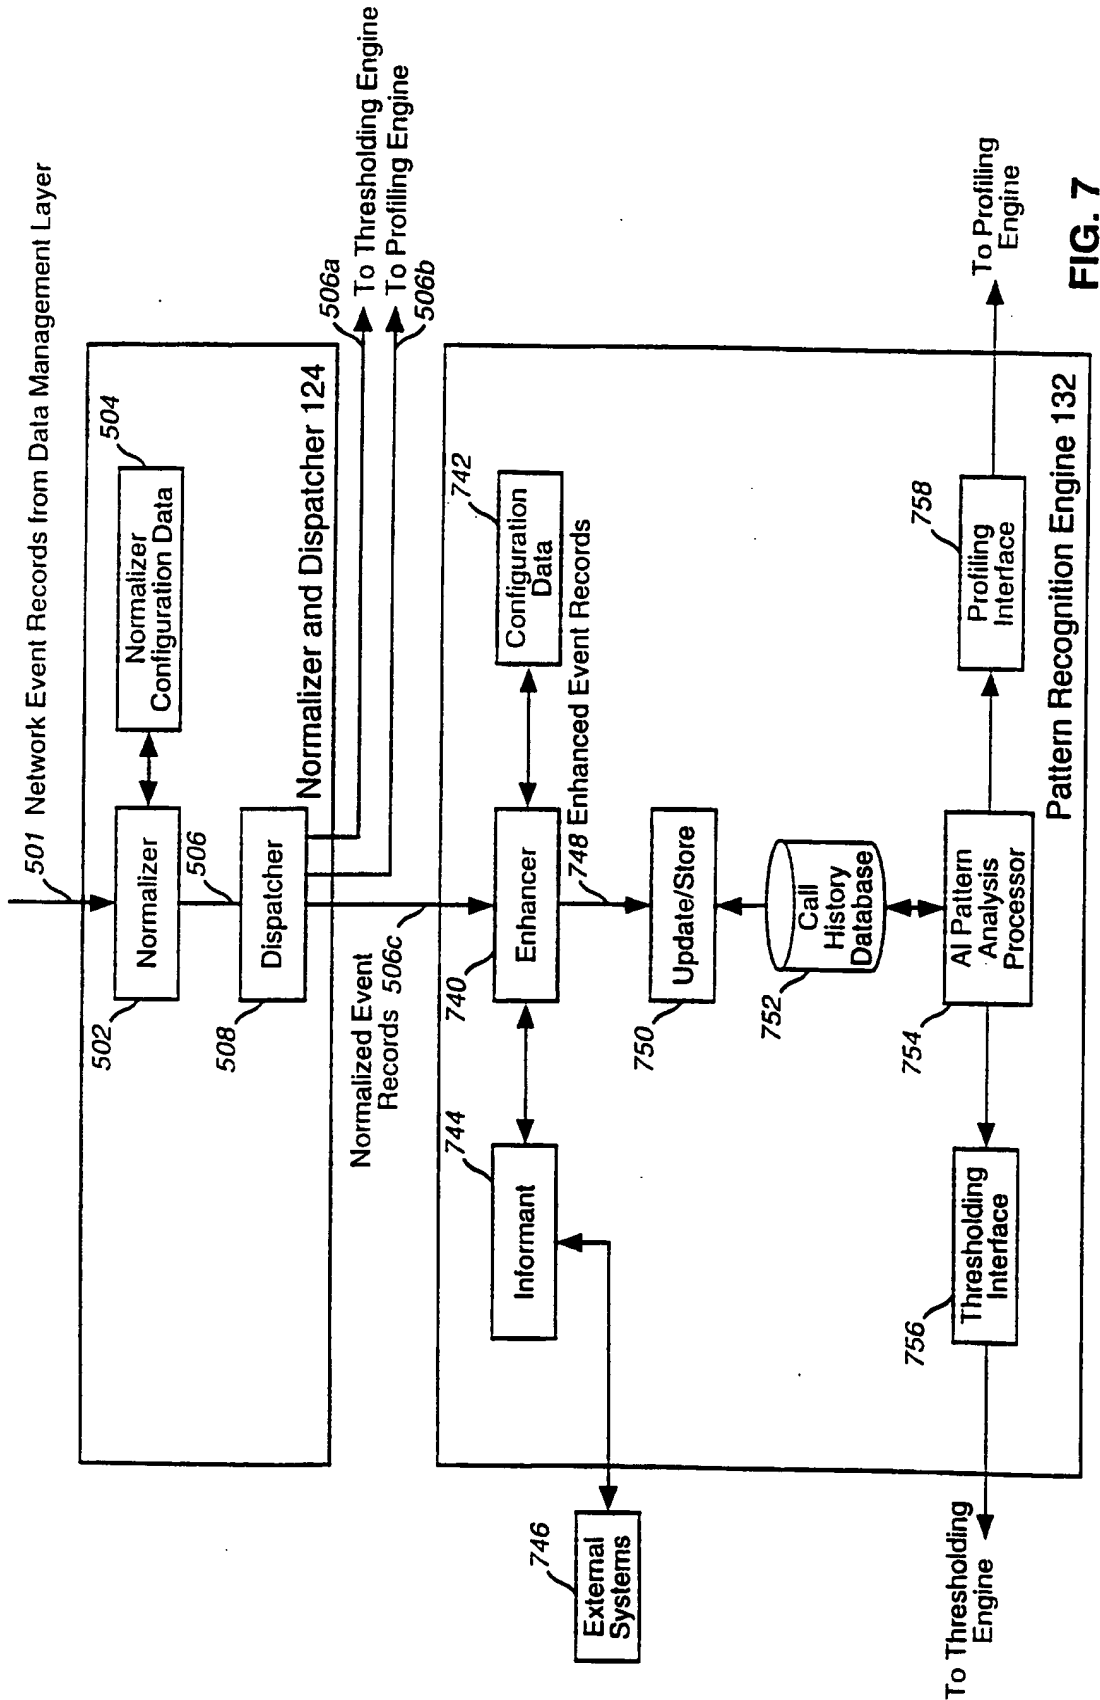 501 Network Event Records from Data Management Layer
504
Normalizer
Configuration Data
Normalizer
502
506
Dispatcher
508
Normalizer and Dispatcher 124
506a
To Thresholding Engine
To Profiling Engine
506b
Normalized Event
Records 506c
744
Informant
740
Enhancer
742
Configuration
Data
748 Enhanced Event Records
746
External
Systems
750
Update/Store
752
Call
History
Database
754
AI Pattern
Analysis
Processor
756
Thresholding
Interface
758
Profiling
Interface
Pattern Recognition Engine 132
To Thresholding
Engine
To Profiling
Engine
FIG. 7